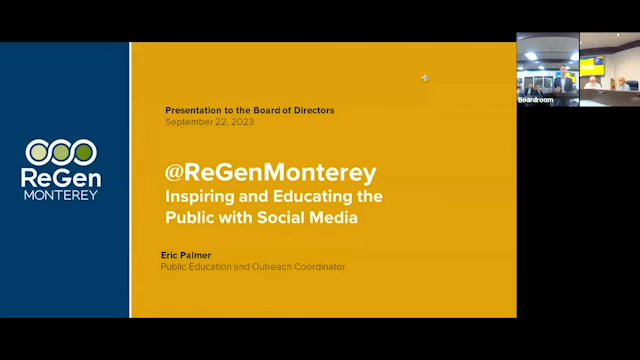 Presentation to the Board of Directors
September 22, 2023
@ReGenMonterey
Inspiring and Educating the
Public with Social Media
Eric Palmer
Public Education and Outreach Coordinator
ReGen
MONTEREY
Boardroom